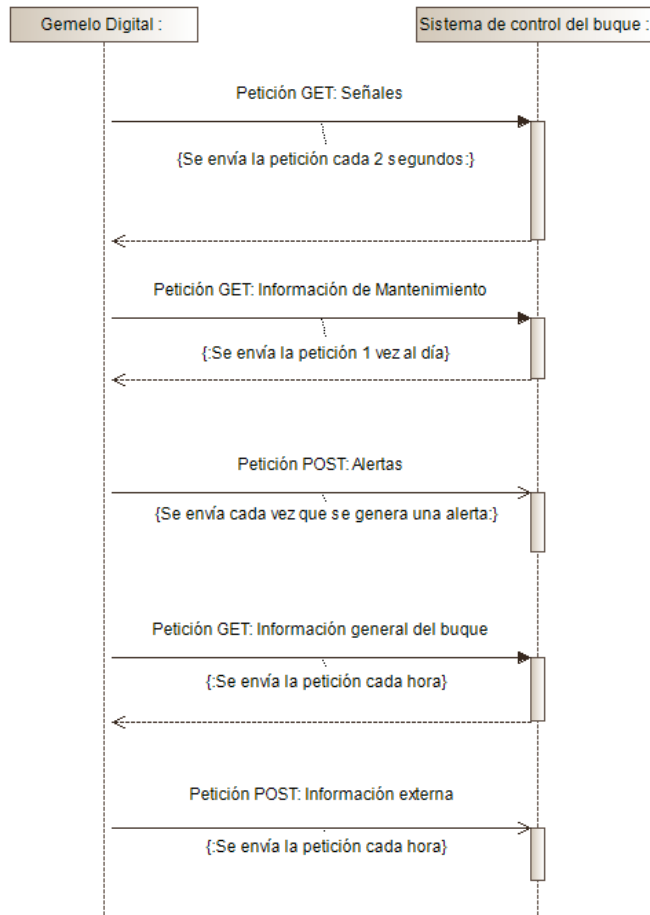 Gemelo Digital :
Sistema de control del buque :
Petición GET: Señales
{Se envía la petición cada 2 segundos:}
Petición GET: Información de Mantenimiento
{:Se envía la petición 1 vez al día}
Petición POST: Alertas
{Se envía cada vez que se genera una alerta:}
Petición GET: Información general del buque
{:Se envía la petición cada hora}
Petición POST: Información externa
{:Se envía la petición cada hora}